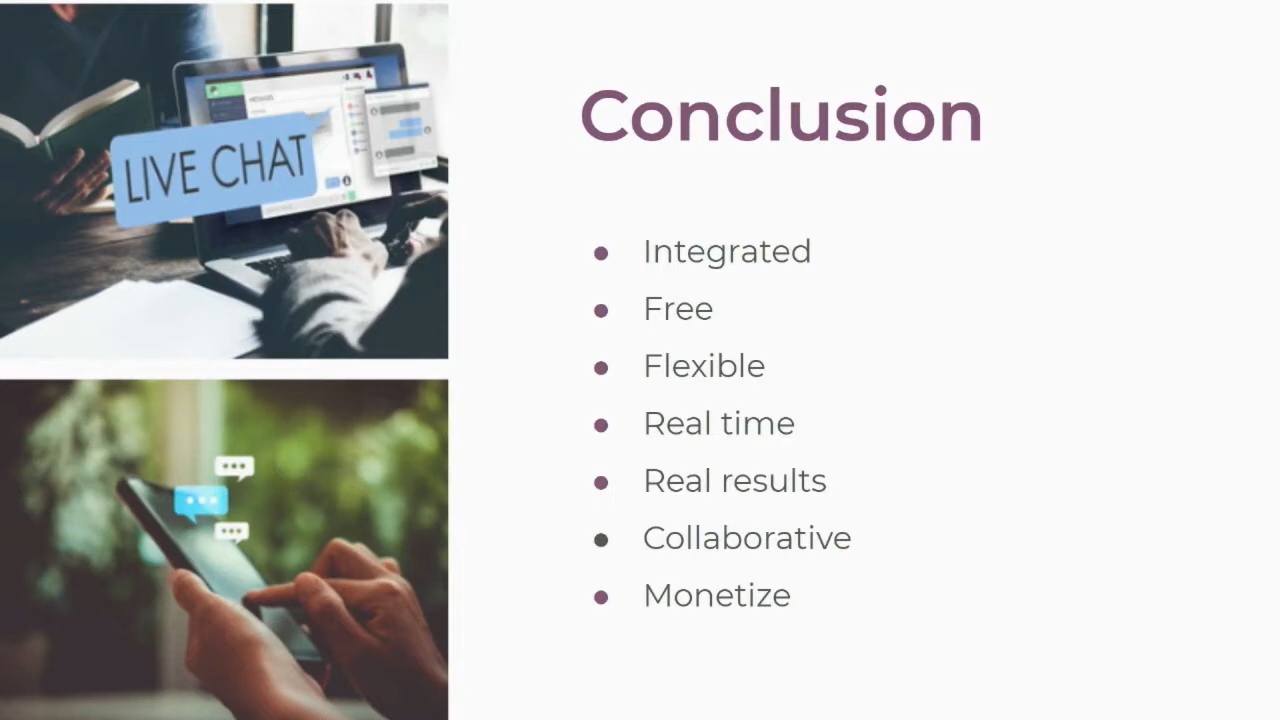 LIVE CHAT
Conclusion
Integrated
Free
Flexible
Real time
Real results
Collaborative
Monetize